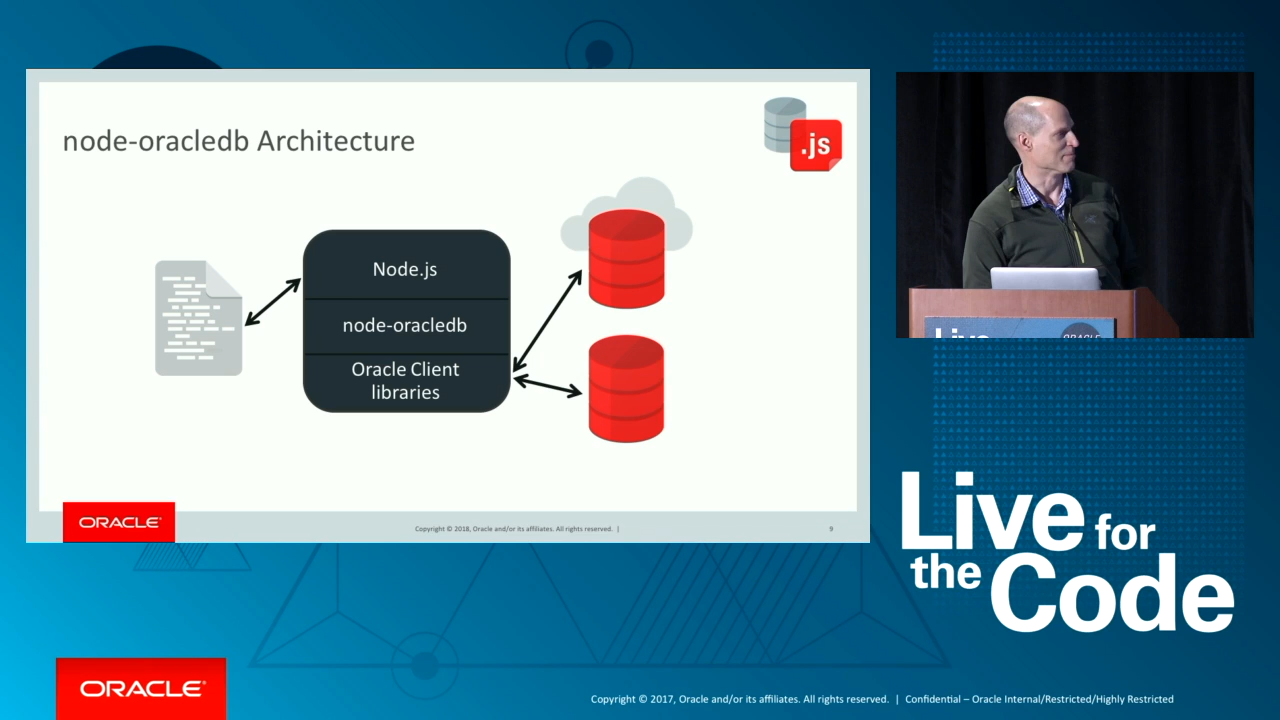 node-oracledb Architecture
.js
Node.js
node-oracledb
Oracle Client
libraries
ORACLE®
Copyright © 2018, Oracle and/or its affiliates. All rights reserved. |
9
Live
ORACLE
Live for
the Code
ORACLE®
Copyright © 2017, Oracle and/or its affiliates. All rights reserved. | Confidential – Oracle Internal/Restricted/Highly Restricted